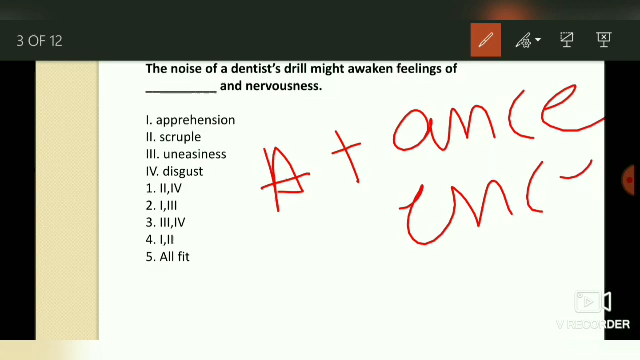 3 OF 12
The noise of a dentist's drill might awaken feelings of
__________ and nervousness.
I. apprehension
II. scruple
III. uneasiness
IV. disgust
1. II,IV
2. I,III
3. III,IV
4. I,II
5. All fit
A + ance
V RECORDER